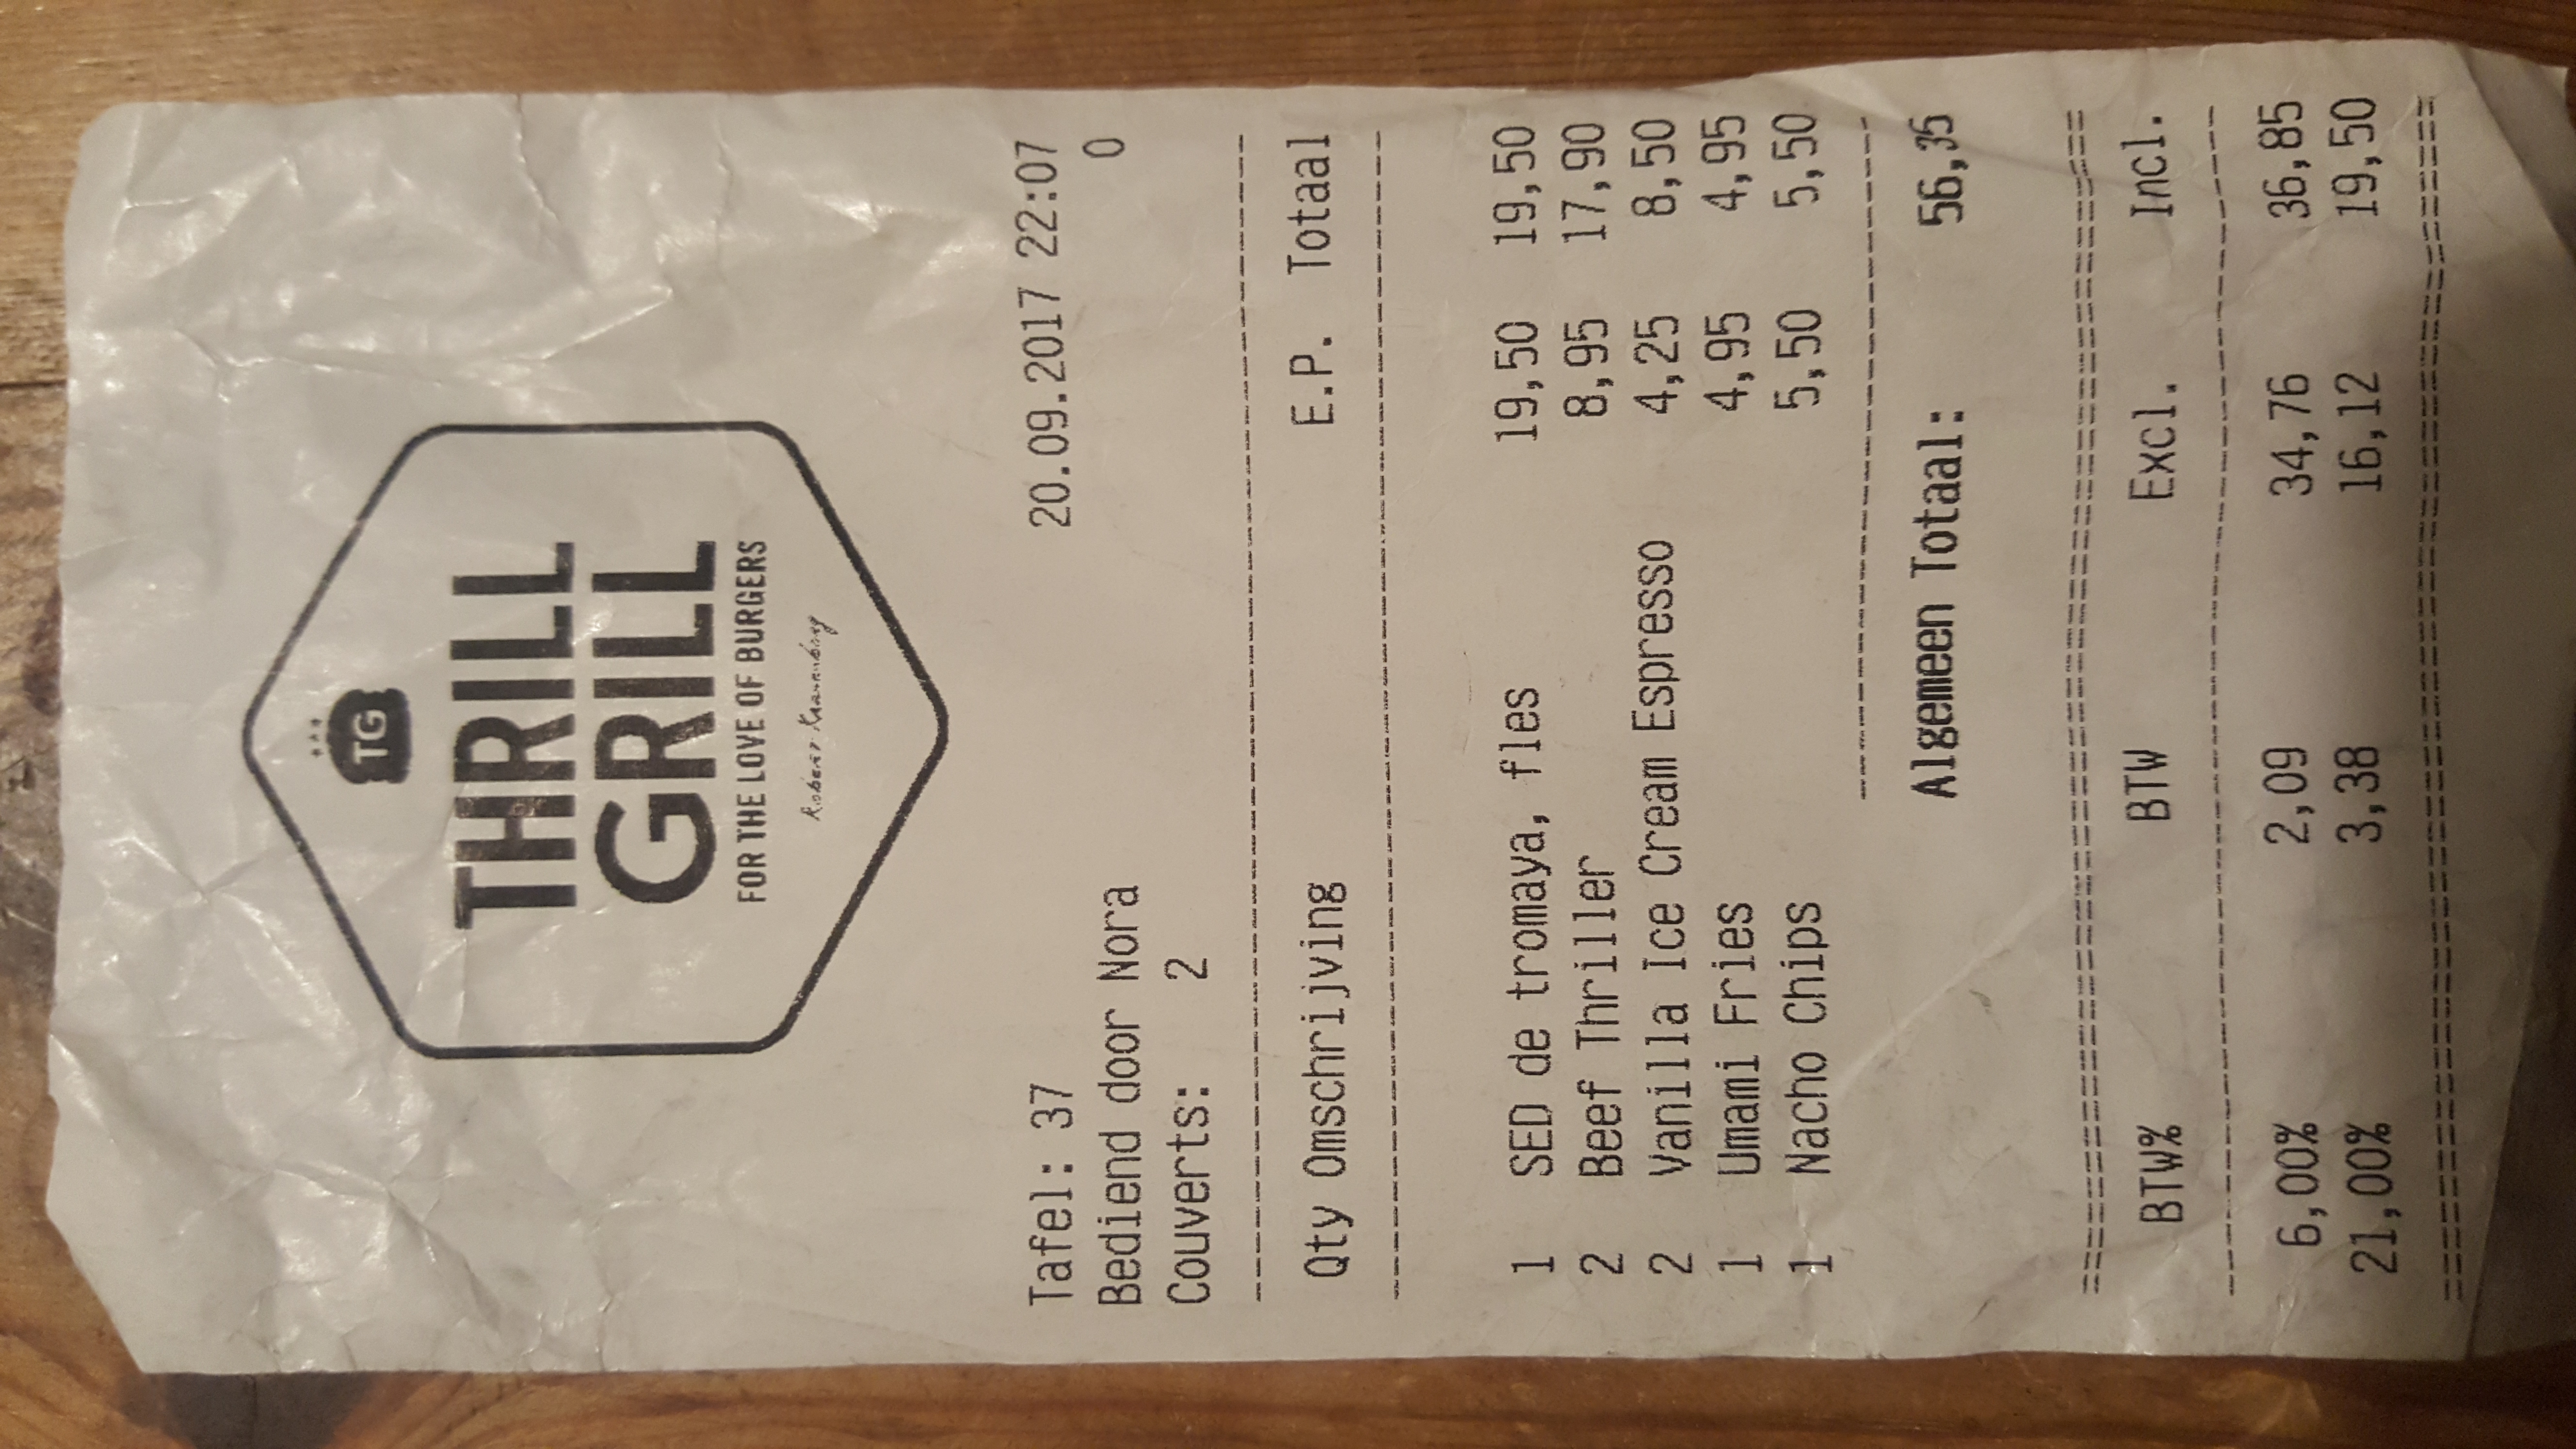 TG
THRILL
GRILL
FOR THE LOVE OF BURGERS
Robert Kranenborg
Tafel: 37 20.09.2017 22:07
Bediend door Nora 0
Couverts: 2
Qty Omschrijving E.P. Totaal
1 SED de tromaya, fles 19,50 19,50
2 Beef Thriller 8,95 17,90
2 Vanilla Ice Cream Espresso 4,25 8,50
1 Umami Fries 4,95 4,95
1 Nacho Chips 5,50 5,50
Algemeen Totaal: 56,35
BTW% BTW Excl. Incl.
6,00% 2,09 34,76 36,85
21,00% 3,38 16,12 19,50